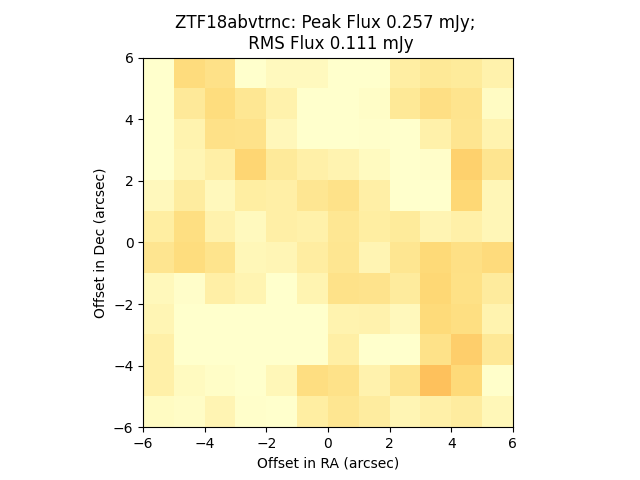 ZTF18abvtrnc: Peak Flux 0.257 mJy;
RMS Flux 0.111 mJy
6
4
2
0
−2
−4
−6
Offset in Dec (arcsec)
−6 −4 −2 0 2 4 6
Offset in RA (arcsec)